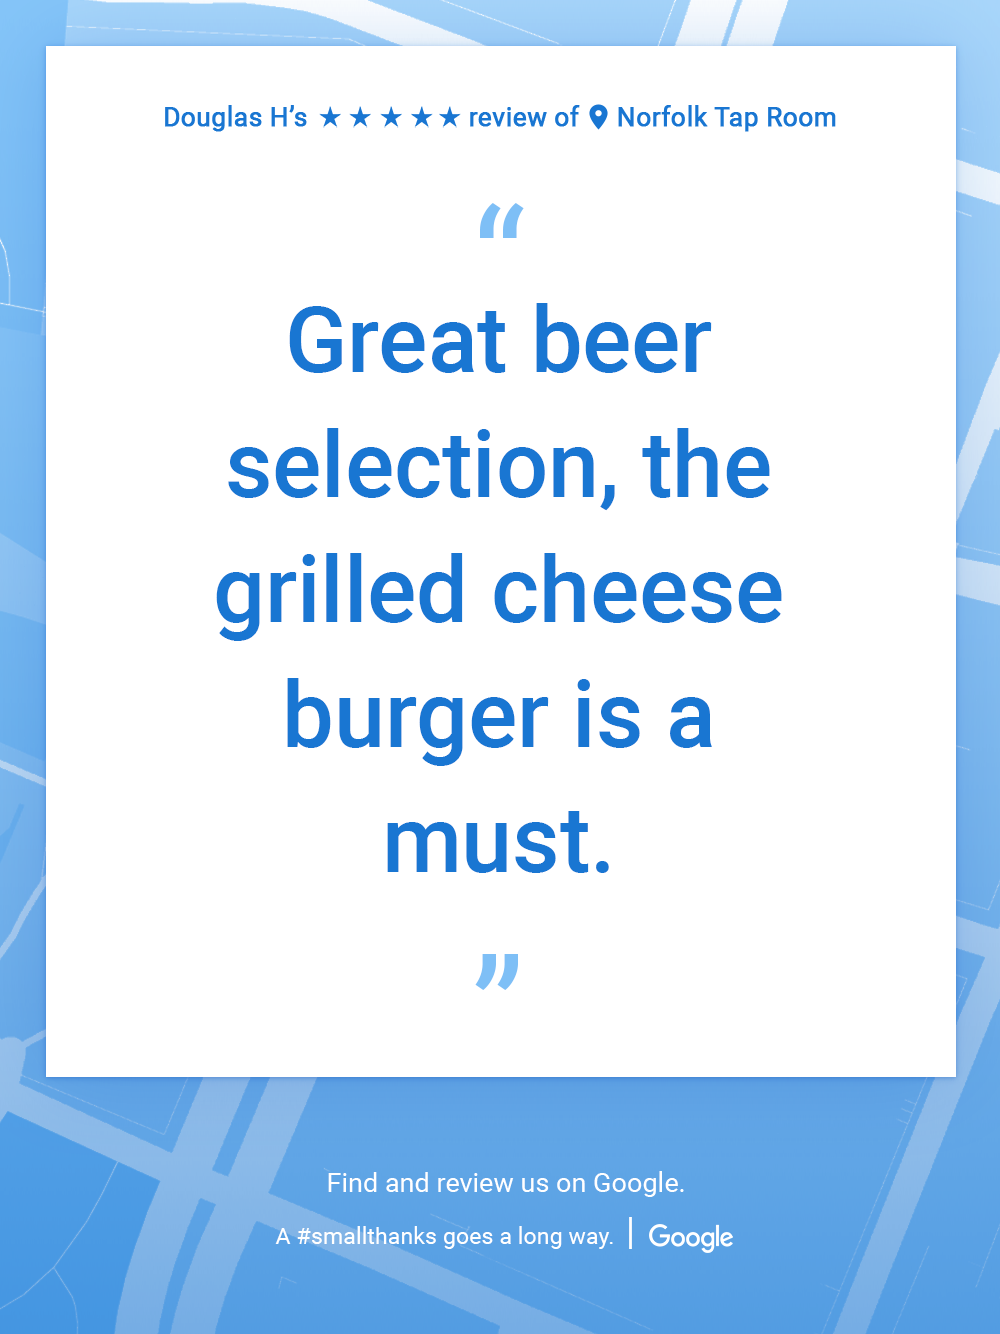 Douglas H’s ★ ★ ★ ★ ★ review of Norfolk Tap Room
“
Great beer
selection, the
grilled cheese
burger is a
must.
”
Find and review us on Google.
A #smallthanks goes a long way. | Google